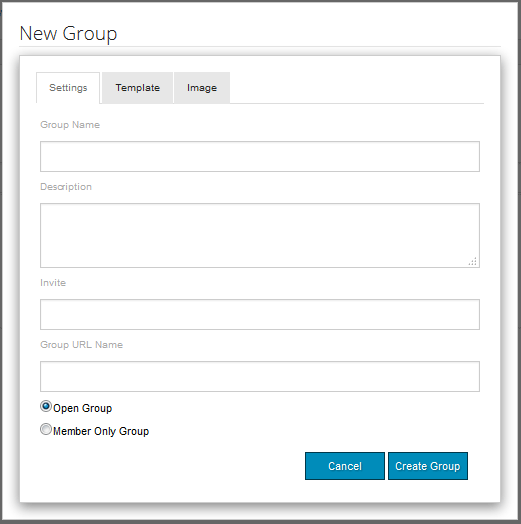 New Group
Settings Template Image
Group Name
Description
Invite
Group URL Name
Open Group
Member Only Group
Cancel Create Group